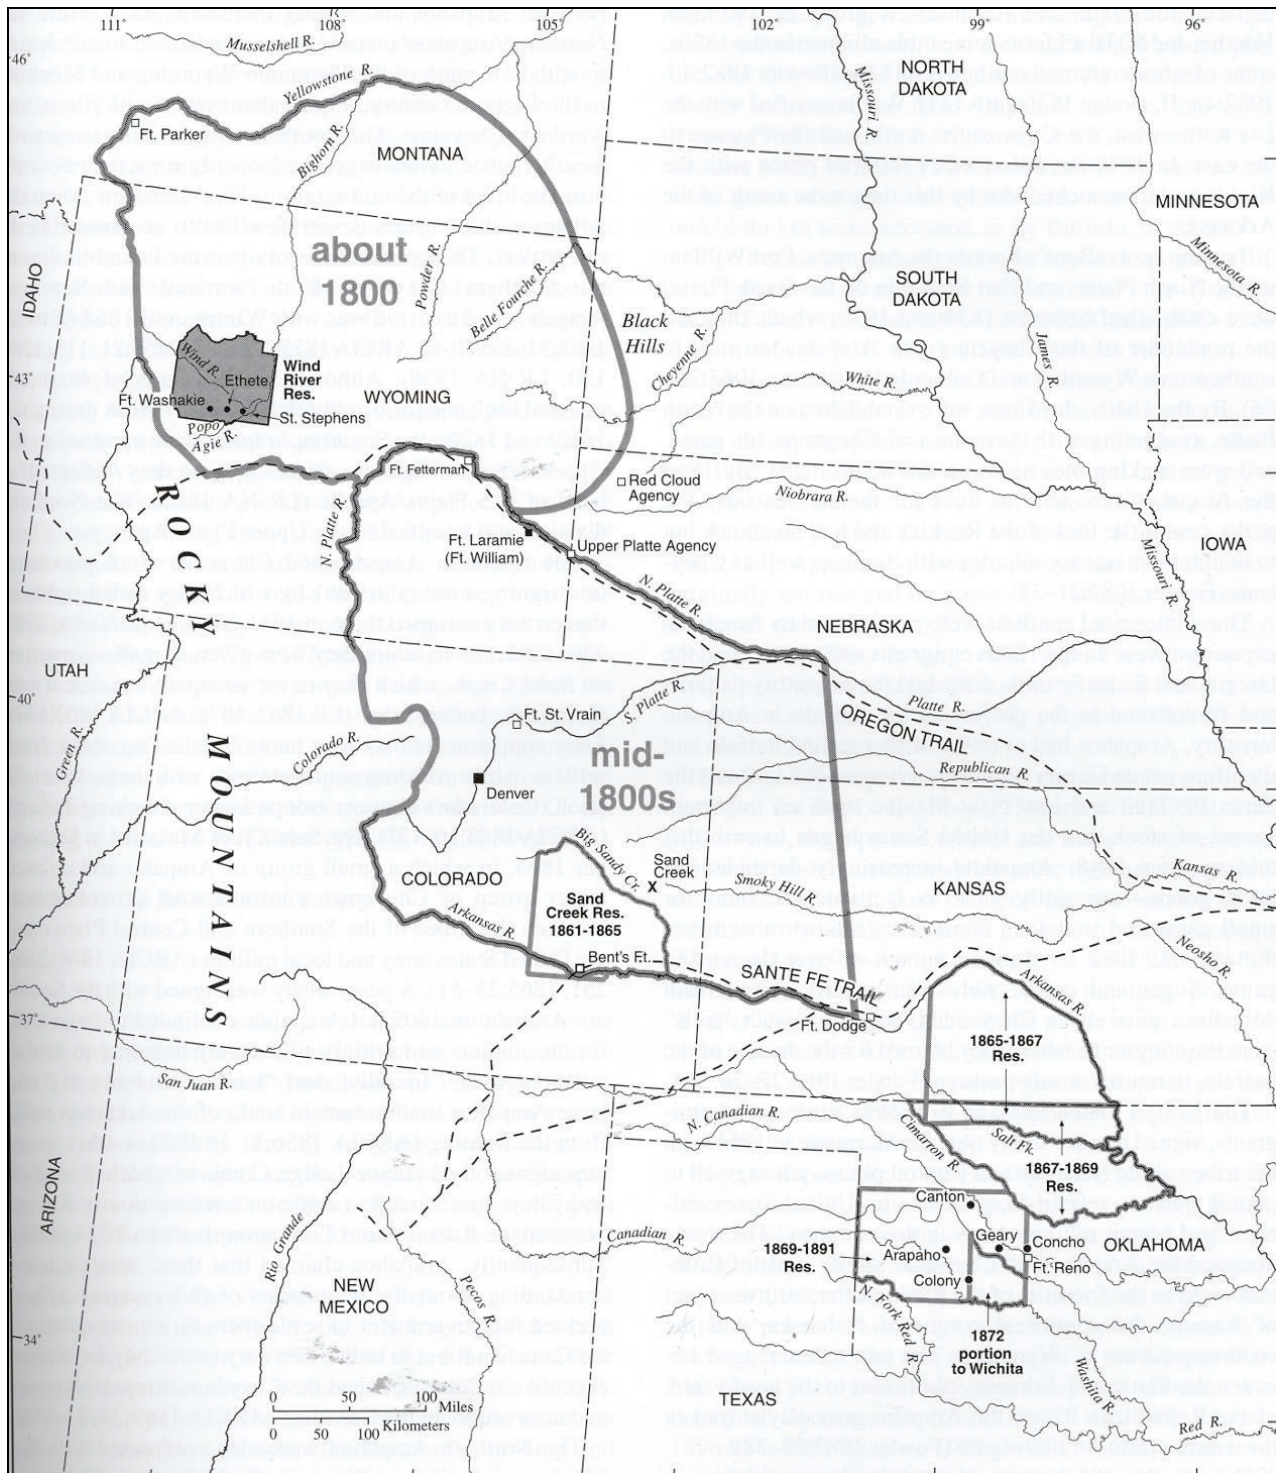 111°
108°
105°
102°
99°
96°
46°
Musselshell R.
Yellowstone R.
Ft. Parker
Bighorn R.
MONTANA
Missouri R.
NORTH
DAKOTA
MINNESOTA
Minnesota R.
IDAHO
about
1800
Powder R.
Belle Fourche R.
Black
Hills
Cheyenne R.
SOUTH
DAKOTA
James R.
43°
Wind R.
Ethete
Wind
River
Res.
Ft. Washakie
St. Stephens
Popo
Agie R.
WYOMING
White R.
Ft. Fetterman
Red Cloud
Agency
Niobrara R.
ROCKY
MOUNTAINS
N. Platte R.
Ft. Laramie
(Ft. William)
Upper Platte Agency
N. Platte R.
IOWA
Missouri R.
NEBRASKA
UTAH
40°
Green R.
Ft. St. Vrain
S. Platte R.
Platte R.
OREGON TRAIL
Colorado R.
Republican R.
mid-
1800s
Denver
Big Sandy Cr.
Sand
Creek
X
Smoky Hill R.
KANSAS
Kansas R.
COLORADO
Arkansas R.
Sand
Creek Res.
1861-1865
Bent's Ft.
SANTE FE TRAIL
Neosho R.
Arkansas R.
37°
Ft. Dodge
1865-1867
Res.
San Juan R.
N. Canadian R.
Cimarron R.
Salt Fk.
1867-1869
Res.
ARIZONA
Canton
Rio Grande
Canadian R.
1869-1891
Res.
Arapaho
Geary
Concho
Ft. Reno
OKLAHOMA
Colony
NEW
MEXICO
Pecos R.
N. Fork Red R.
34°
1872
portion
to Wichita
Washita R.
0 50 100
Miles
0 50 100
Kilometers
TEXAS
Red R.